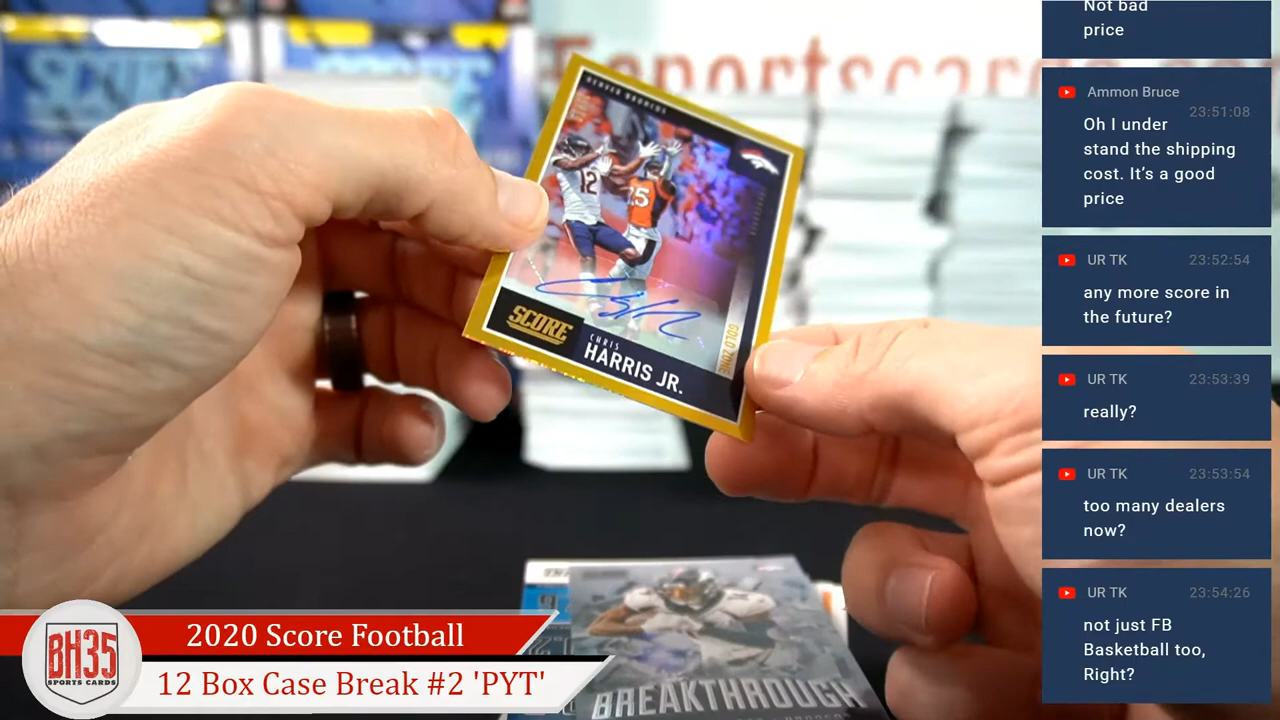 SCORE
SCORE
sportscards.com
DENVER BRONCOS
12
25
GOLD ZONE
SCORE
CHRIS
HARRIS JR.
BREAKTHROUGH
BH35
SPORTS CARDS
2020 Score Football
12 Box Case Break #2 'PYT'
Not bad
price
Ammon Bruce
23:51:08
Oh I under
stand the shipping
cost. It's a good
price
UR TK 23:52:54
any more score in
the future?
UR TK 23:53:39
really?
UR TK 23:53:54
too many dealers
now?
UR TK 23:54:26
not just FB
Basketball too,
Right?